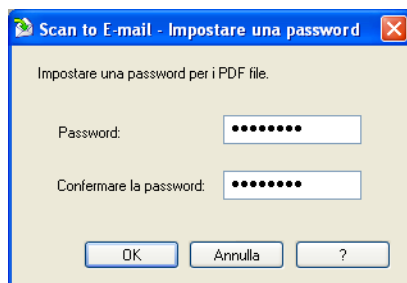 Scan to E-mail - Impostare una password
Impostare una password per i PDF file.
Password: ●●●●●●●●
Confermare la password: ●●●●●●●●
OK Annulla ?